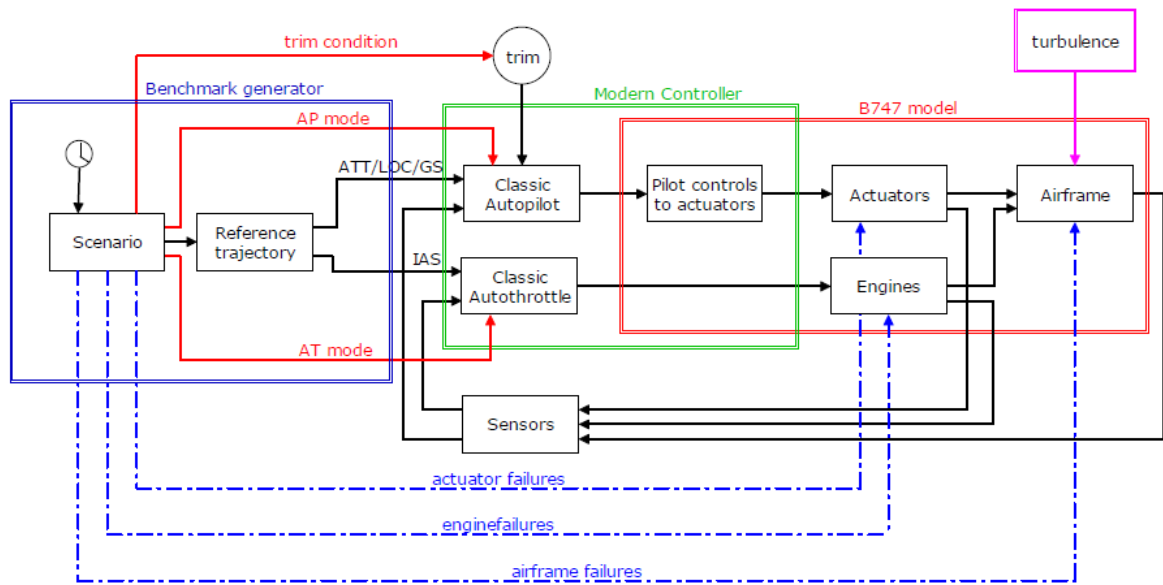 trim condition
trim
turbulence
Benchmark generator
Modern Controller
B747 model
AP mode
ATT/LOC/GS
Classic
Autopilot
Pilot controls
to actuators
Actuators
Airframe
Scenario
Reference
trajectory
IAS
Classic
Autothrottle
Engines
AT mode
Sensors
actuator failures
enginefailures
airframe failures